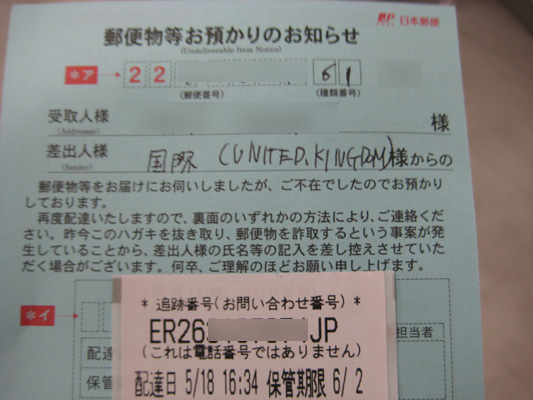 日本郵便
郵便物等お預かりのお知らせ
(Undeliverable Item Notice)
*ア 22 61
(郵便番号) (種類番号)
受取人様 様
(Addressee)
差出人様 国際 (UNITED.KINGDOM)様からの
(Sender)
郵便物等をお届けにお伺いしましたが、ご不在でしたのでお預かり
しております。
再度配達いたしますので、裏面のいずれかの方法により、ご連絡くだ
さい。昨今このハガキを抜き取り、郵便物を詐取するという事案が発
生していることから、差出人様の氏名等の記入を差し控えさせていた
だく場合がございます。何卒、ご理解のほどお願い申し上げます。
*イ
* 追跡番号(お問い合わせ番号) *
ER26 JP
担当者
(これは電話番号ではありません)
配達
配達日 5/18 16:34 保管期限 6/ 2
保管